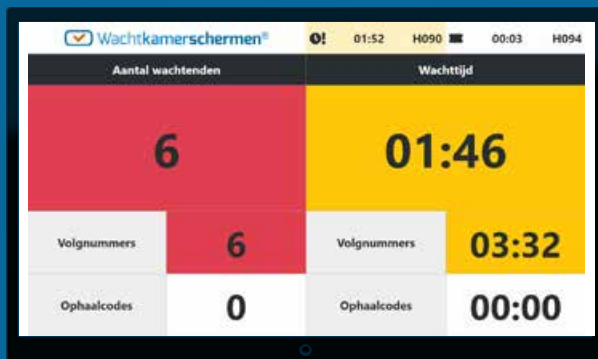 Wachtkamerschermen® 01:52 H090 00:03 H094
Aantal wachtenden Wachttijd
6 01:46
Volgnummers 6 Volgnummers 03:32
Ophaalcodes 0 Ophaalcodes 00:00